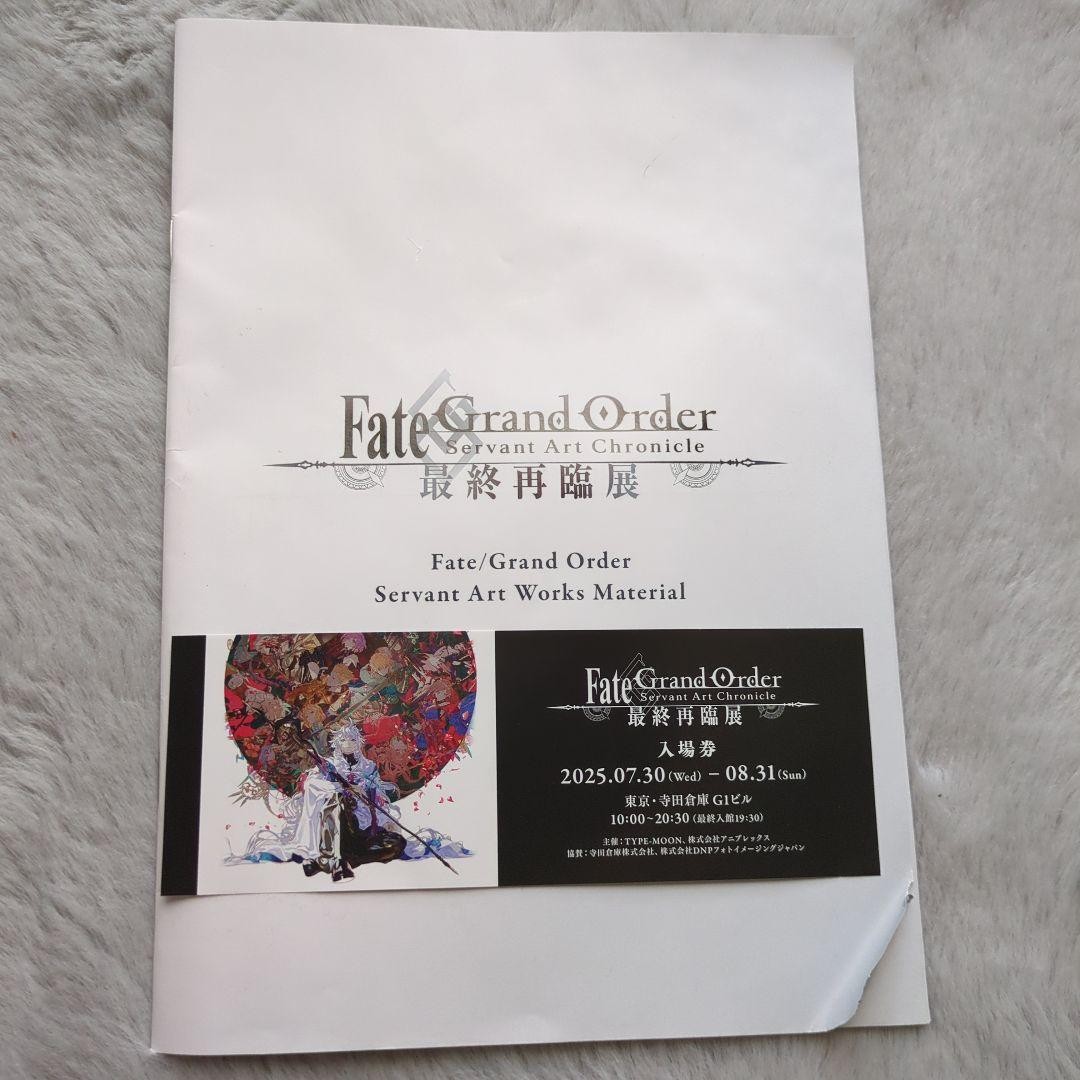 Fate Grand Order
Servant Art Chronicle
最終再臨展
Fate/Grand Order
Servant Art Works Material
Fate Grand Order
Servant Art Chronicle
最終再臨展
入場券
2025.07.30(Wed) – 08.31(Sun)
東京・寺田倉庫 G1ビル
10:00~20:30(最終入館19:30)
主催：TYPE-MOON、株式会社アニプレックス
協賛：寺田倉庫株式会社、株式会社DNPフォトイメージングジャパン